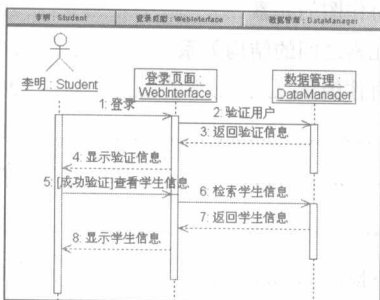 李明 : Student
登录页面 : WebInterface
数据管理 : DataManager
李明 : Student
登录页面 :
WebInterface
数据管理 :
DataManager
1: 登录
2: 验证用户
3: 返回验证信息
4: 显示验证信息
5: [成功验证]查看学生信息
6: 检索学生信息
7: 返回学生信息
8: 显示学生信息